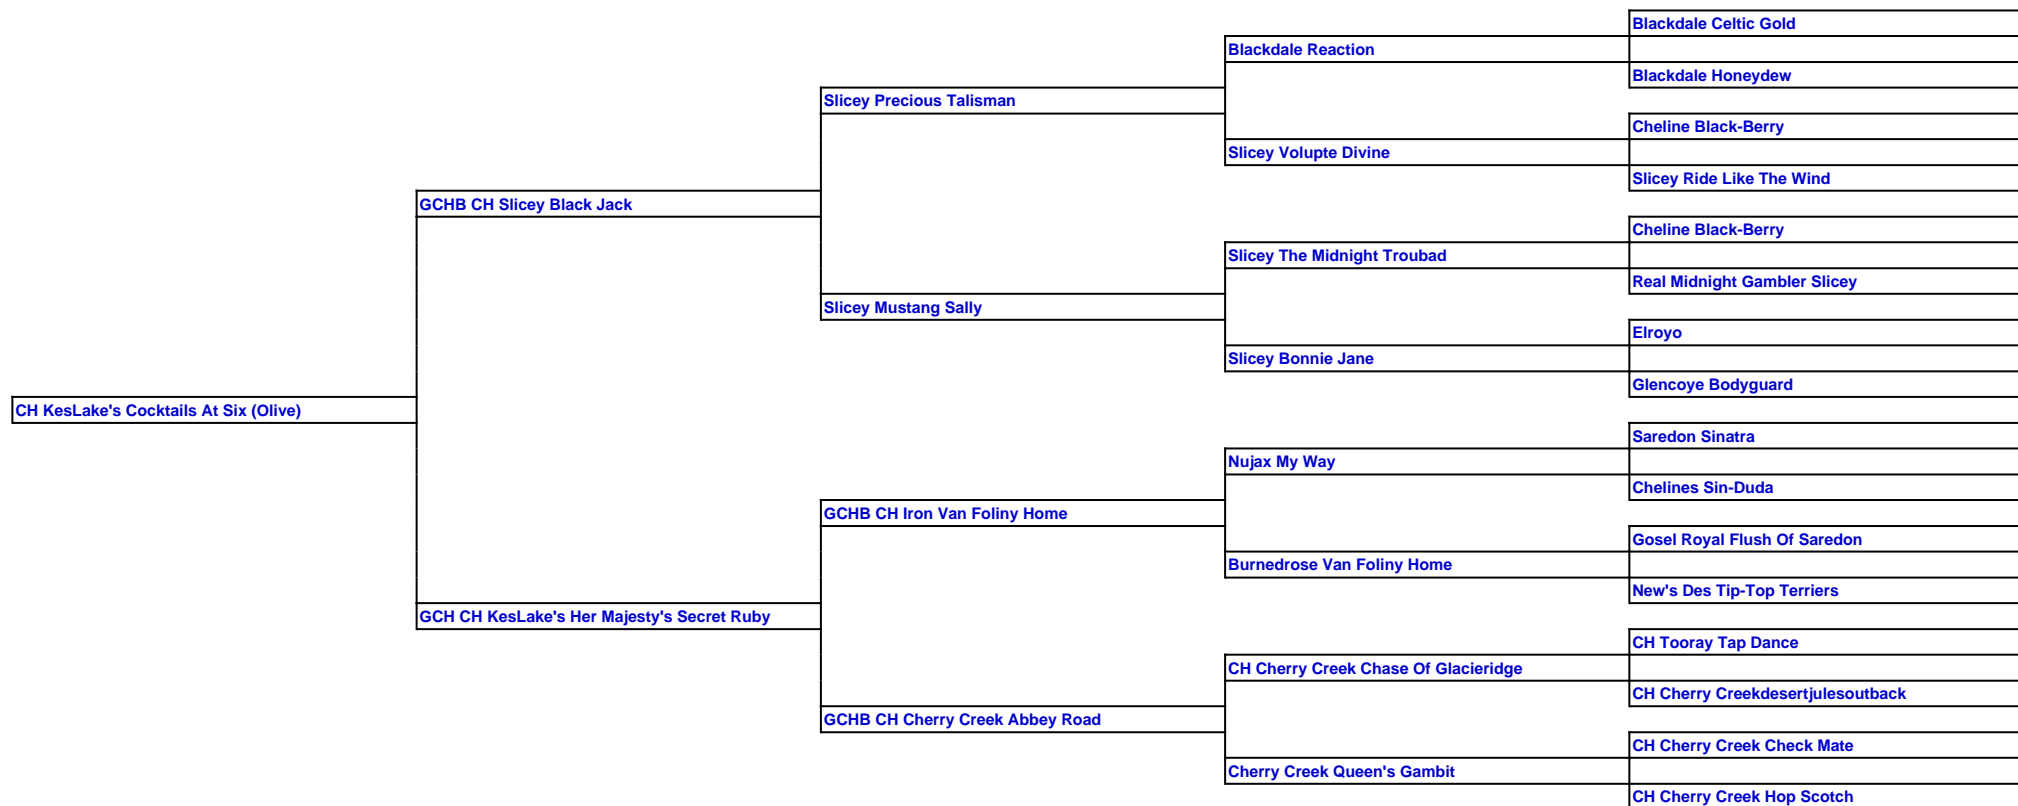 Blackdale Celtic Gold
Blackdale Reaction
Blackdale Honeydew
Slicey Precious Talisman
Cheline Black-Berry
Slicey Volupte Divine
Slicey Ride Like The Wind
GCHB CH Slicey Black Jack
Cheline Black-Berry
Slicey The Midnight Troubad
Real Midnight Gambler Slicey
Slicey Mustang Sally
Elroyo
Slicey Bonnie Jane
Glencoye Bodyguard
CH KesLake's Cocktails At Six (Olive)
Saredon Sinatra
Nujax My Way
Chelines Sin-Duda
GCHB CH Iron Van Foliny Home
Gosel Royal Flush Of Saredon
Burnedrose Van Foliny Home
New's Des Tip-Top Terriers
GCH CH KesLake's Her Majesty's Secret Ruby
CH Tooray Tap Dance
CH Cherry Creek Chase Of Glacieridge
CH Cherry Creekdesertjulesoutback
GCHB CH Cherry Creek Abbey Road
CH Cherry Creek Check Mate
Cherry Creek Queen's Gambit
CH Cherry Creek Hop Scotch